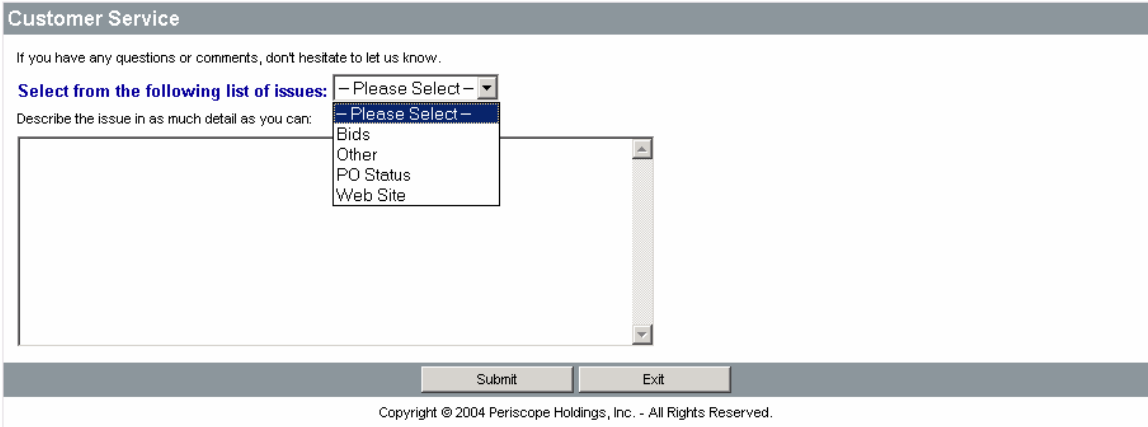 Customer Service
If you have any questions or comments, don't hesitate to let us know.
Select from the following list of issues: -- Please Select --
-- Please Select --
Describe the issue in as much detail as you can:
Bids
Other
PO Status
Web Site
Submit Exit
Copyright © 2004 Periscope Holdings, Inc. - All Rights Reserved.